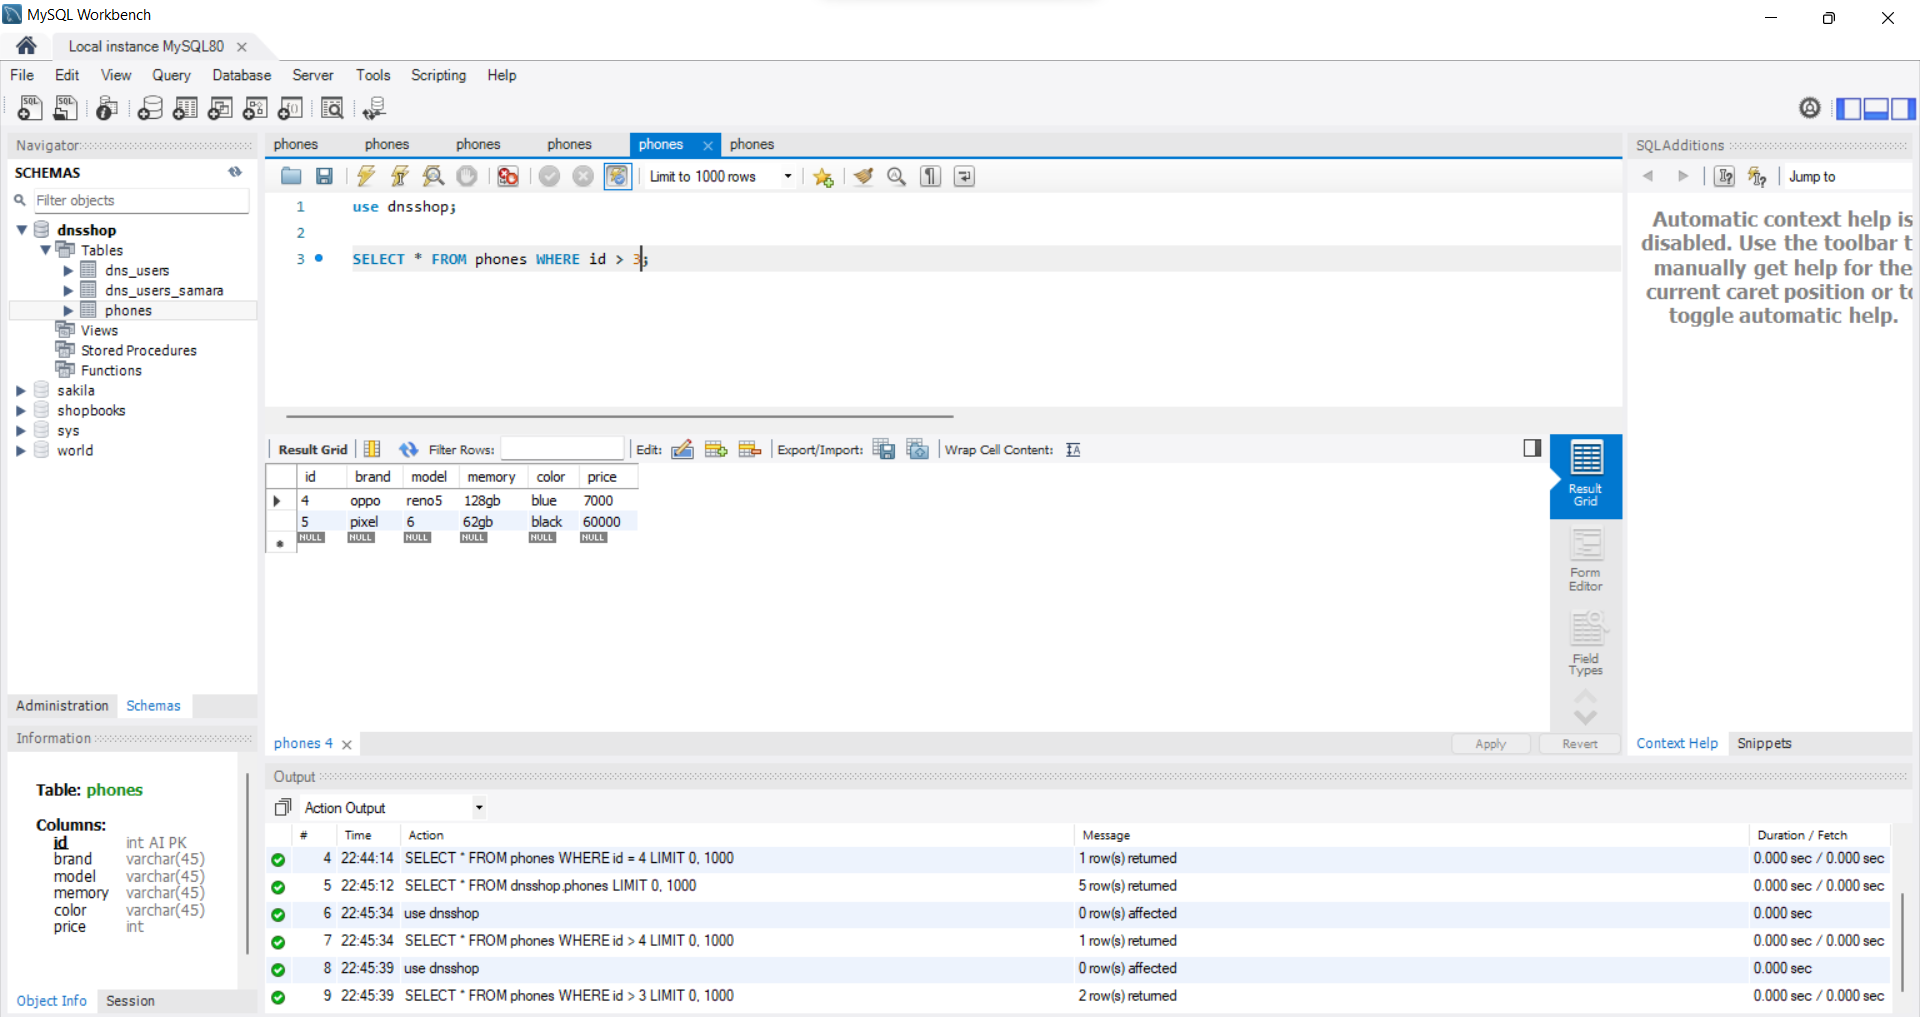 MySQL Workbench
Local instance MySQL80
File Edit View Query Database Server Tools Scripting Help
Navigator
SCHEMAS
Filter objects
dnsshop
Tables
dns_users
dns_users_samara
phones
Views
Stored Procedures
Functions
sakila
shopbooks
sys
world
Administration Schemas
Information
Table: phones
Columns:
id int AI PK
brand varchar(45)
model varchar(45)
memory varchar(45)
color varchar(45)
price int
Object Info Session
phones phones phones phones phones phones
Limit to 1000 rows
1 use dnsshop;
2
3 SELECT * FROM phones WHERE id > 3;
Result Grid Filter Rows: Edit: Export/Import: Wrap Cell Content:
id brand model memory color price
4 oppo reno5 128gb blue 7000
5 pixel 6 62gb black 60000
NULL NULL NULL NULL NULL NULL
Result Grid
Form Editor
Field Types
phones 4 Apply Revert
Output
Action Output
# Time Action Message Duration / Fetch
4 22:44:14 SELECT * FROM phones WHERE id = 4 LIMIT 0, 1000 1 row(s) returned 0.000 sec / 0.000 sec
5 22:45:12 SELECT * FROM dnsshop.phones LIMIT 0, 1000 5 row(s) returned 0.000 sec / 0.000 sec
6 22:45:34 use dnsshop 0 row(s) affected 0.000 sec
7 22:45:34 SELECT * FROM phones WHERE id > 4 LIMIT 0, 1000 1 row(s) returned 0.000 sec / 0.000 sec
8 22:45:39 use dnsshop 0 row(s) affected 0.000 sec
9 22:45:39 SELECT * FROM phones WHERE id > 3 LIMIT 0, 1000 2 row(s) returned 0.000 sec / 0.000 sec
SQLAdditions
Jump to
Automatic context help is
disabled. Use the toolbar t
manually get help for the
current caret position or to
toggle automatic help.
Context Help Snippets